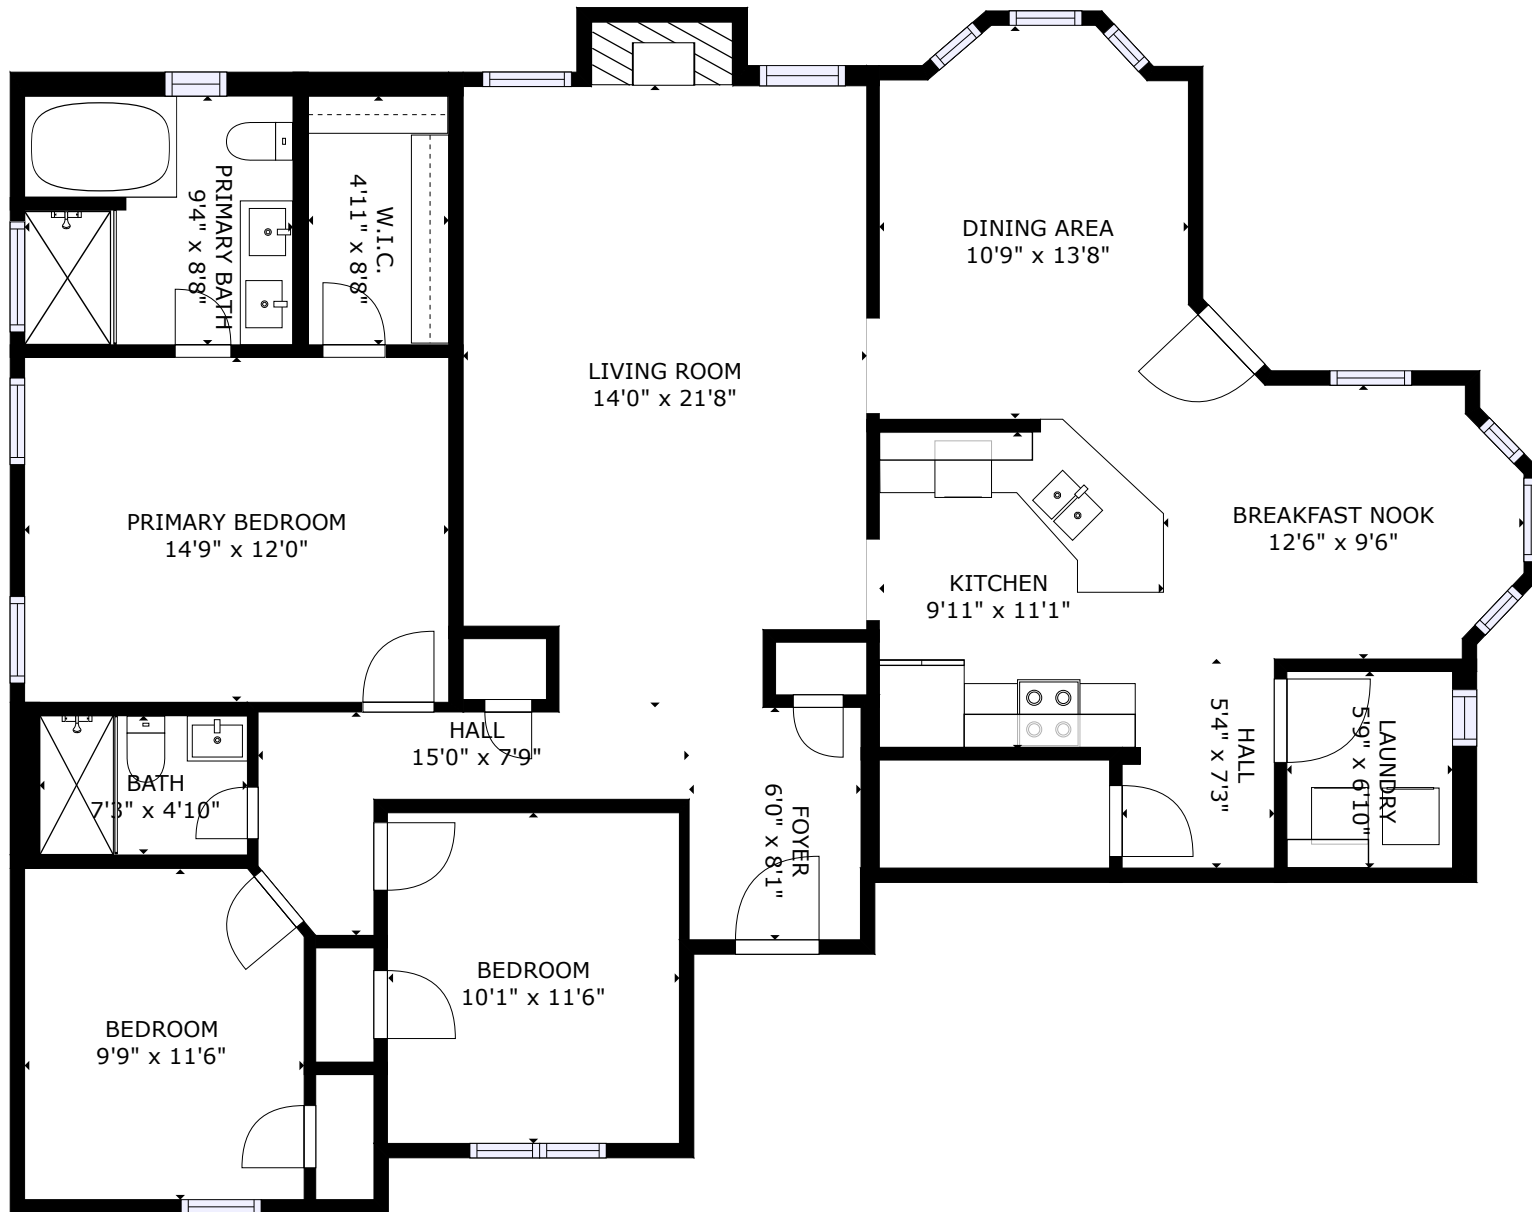 PRIMARY BATH
9'4" x 8'8"
W.I.C.
4'11" x 8'8"
DINING AREA
10'9" x 13'8"
LIVING ROOM
14'0" x 21'8"
PRIMARY BEDROOM
14'9" x 12'0"
BREAKFAST NOOK
12'6" x 9'6"
KITCHEN
9'11" x 11'1"
HALL
15'0" x 7'9"
HALL
5'4" x 7'3"
LAUNDRY
5'9" x 6'10"
BATH
7'3" x 4'10"
FOYER
6'0" x 8'1"
BEDROOM
10'1" x 11'6"
BEDROOM
9'9" x 11'6"